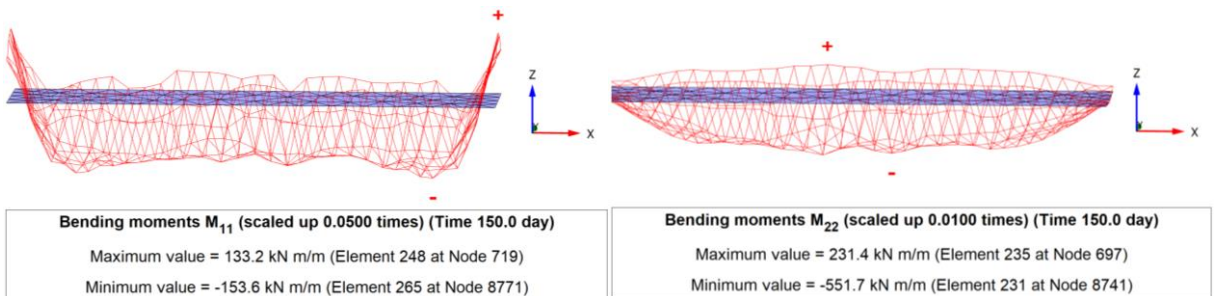 +
Z
X
-
Bending moments M11 (scaled up 0.0500 times) (Time 150.0 day)
Maximum value = 133.2 kN m/m (Element 248 at Node 719)
Minimum value = -153.6 kN m/m (Element 265 at Node 8771)
+
Z
X
-
Bending moments M22 (scaled up 0.0100 times) (Time 150.0 day)
Maximum value = 231.4 kN m/m (Element 235 at Node 697)
Minimum value = -551.7 kN m/m (Element 231 at Node 8741)